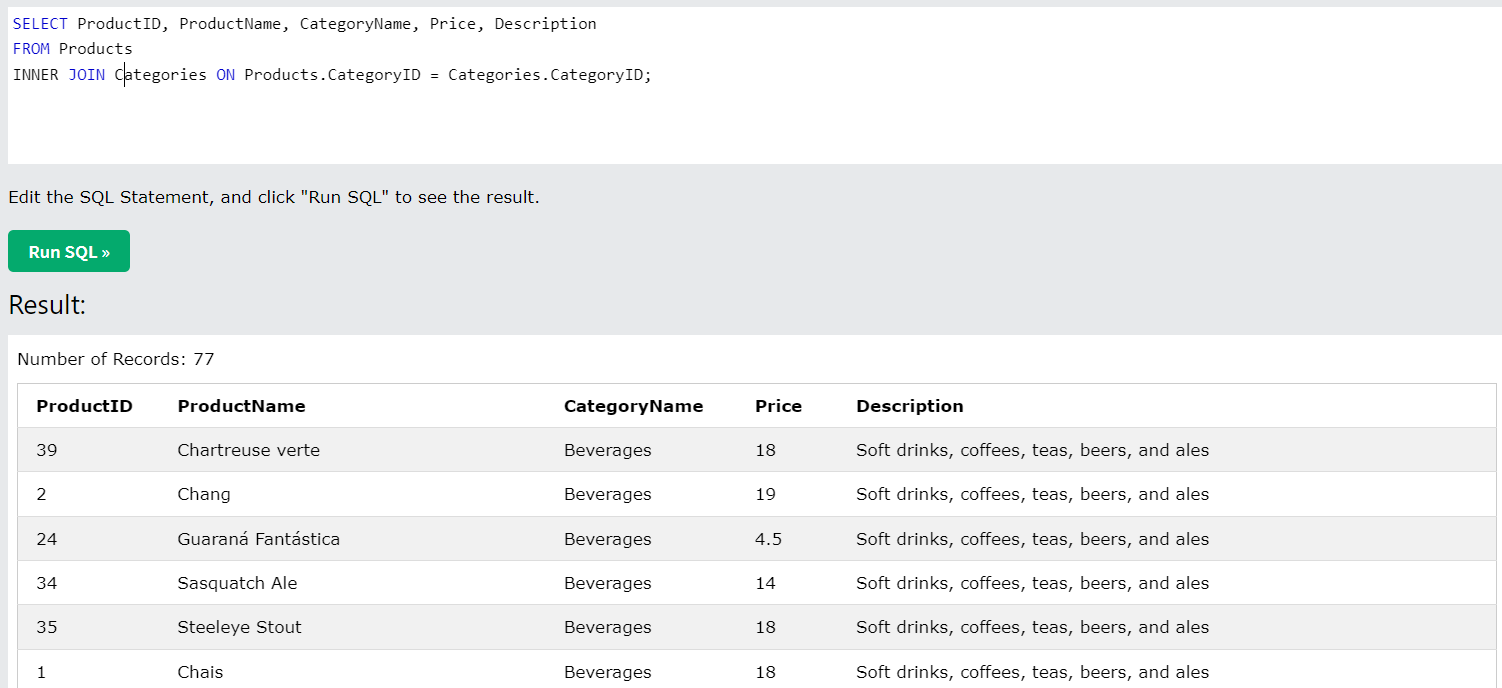 SELECT ProductID, ProductName, CategoryName, Price, Description
FROM Products
INNER JOIN Categories ON Products.CategoryID = Categories.CategoryID;
Edit the SQL Statement, and click "Run SQL" to see the result.
Run SQL »
Result:
Number of Records: 77
ProductID ProductName CategoryName Price Description
39 Chartreuse verte Beverages 18 Soft drinks, coffees, teas, beers, and ales
2 Chang Beverages 19 Soft drinks, coffees, teas, beers, and ales
24 Guaraná Fantástica Beverages 4.5 Soft drinks, coffees, teas, beers, and ales
34 Sasquatch Ale Beverages 14 Soft drinks, coffees, teas, beers, and ales
35 Steeleye Stout Beverages 18 Soft drinks, coffees, teas, beers, and ales
1 Chais Beverages 18 Soft drinks, coffees, teas, beers, and ales